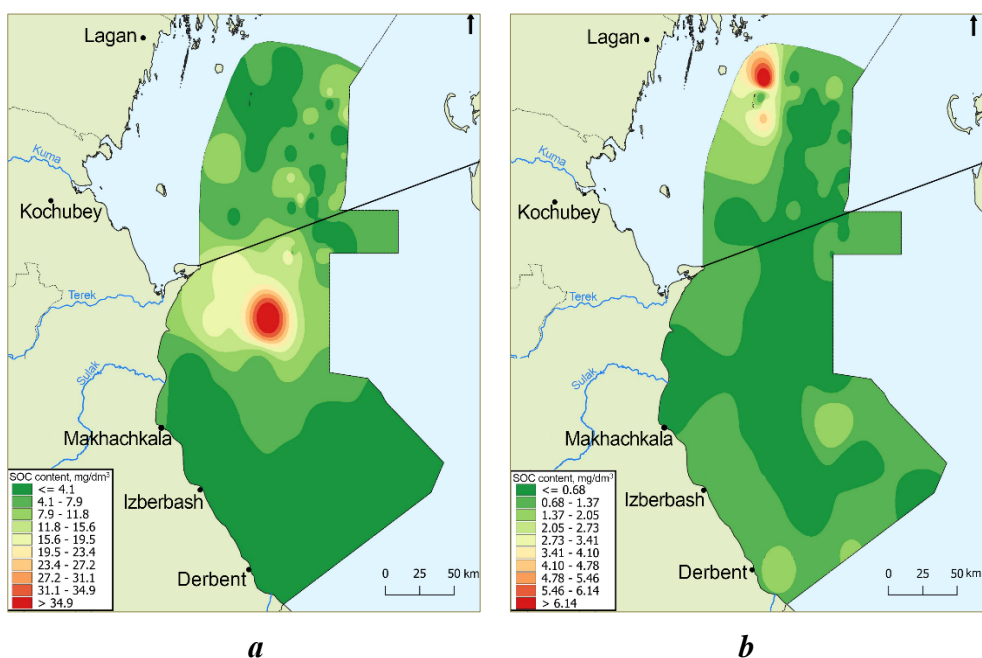 Lagan
Kuma
Kochubey
Terek
Sulak
Makhachkala
Izberbash
Derbent
SOC content, mg/dm³
<= 4.1
4.1 - 7.9
7.9 - 11.8
11.8 - 15.6
15.6 - 19.5
19.5 - 23.4
23.4 - 27.2
27.2 - 31.1
31.1 - 34.9
> 34.9
0 25 50 km
a
Lagan
Kuma
Kochubey
Terek
Sulak
Makhachkala
Izberbash
Derbent
SOC content, mg/dm³
<= 0.68
0.68 - 1.37
1.37 - 2.05
2.05 - 2.73
2.73 - 3.41
3.41 - 4.10
4.10 - 4.78
4.78 - 5.46
5.46 - 6.14
> 6.14
0 25 50 km
b